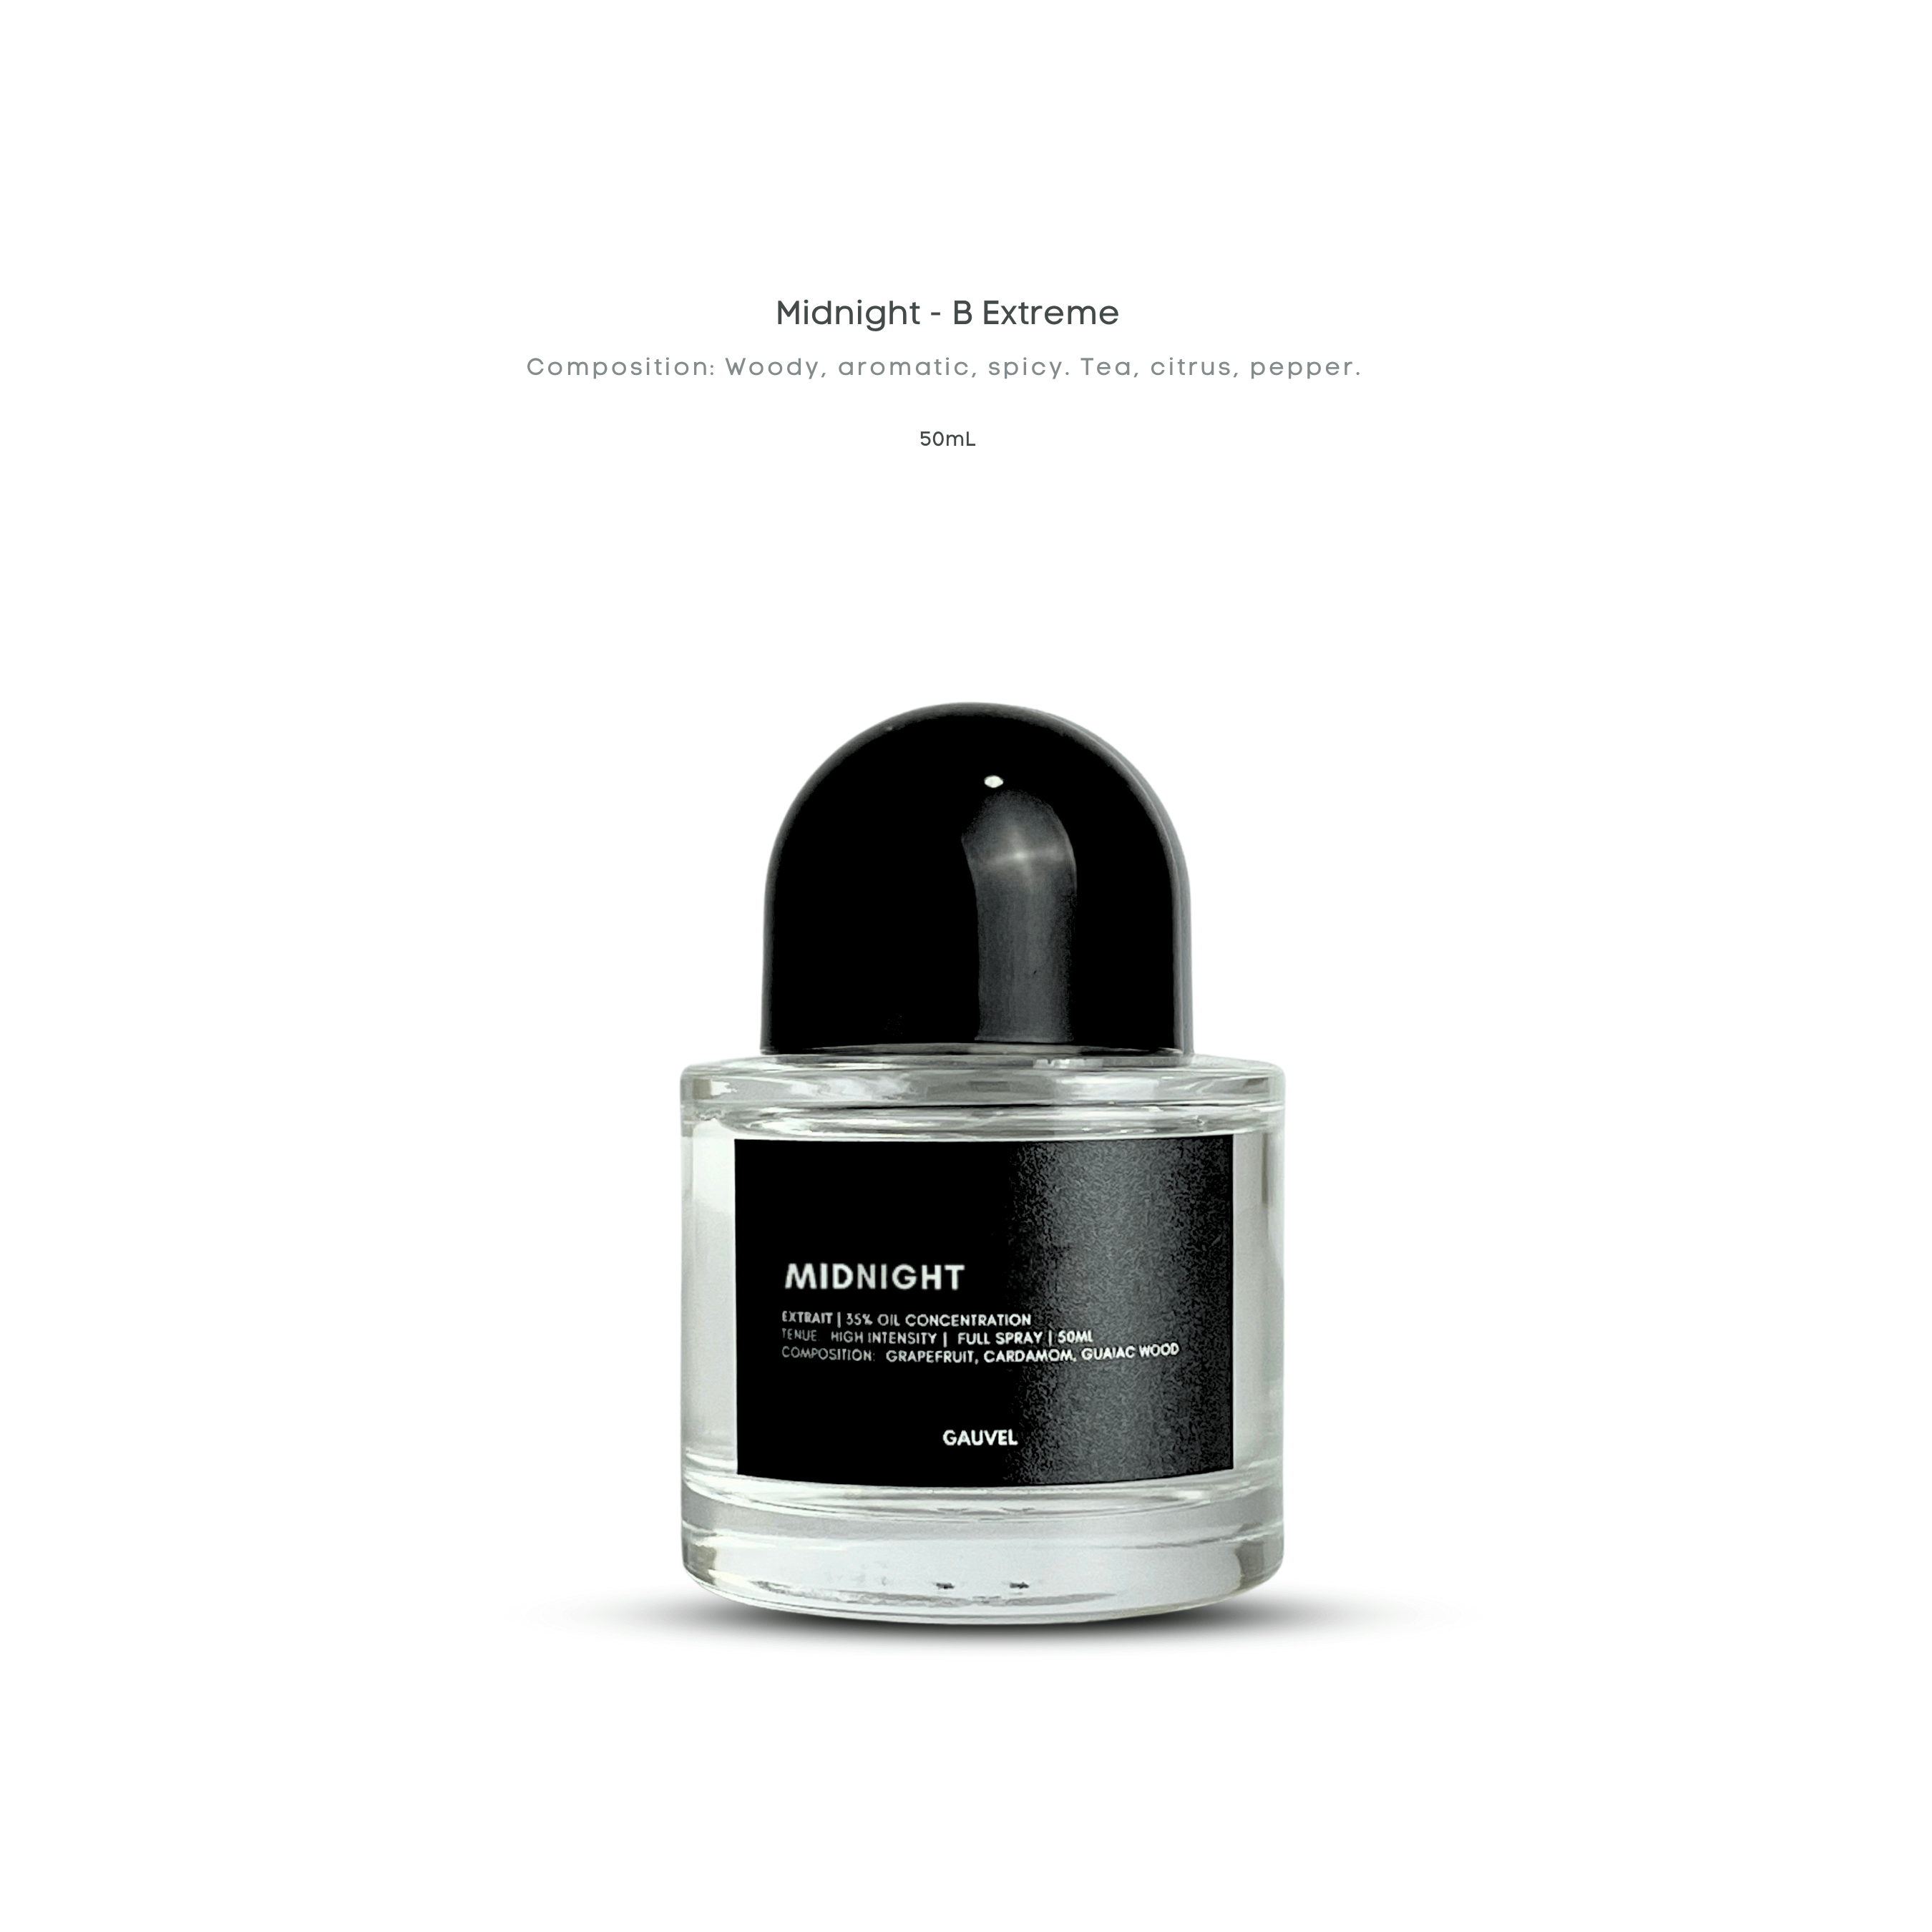 Midnight - B Extreme
Composition: Woody, aromatic, spicy. Tea, citrus, pepper.
50mL
MIDNIGHT
EXTRAIT | 35% OIL CONCENTRATION
TENUE HIGH INTENSITY | FULL SPRAY | 50ML
COMPOSITION: GRAPEFRUIT, CARDAMOM, GUAIAC WOOD
GAUVEL